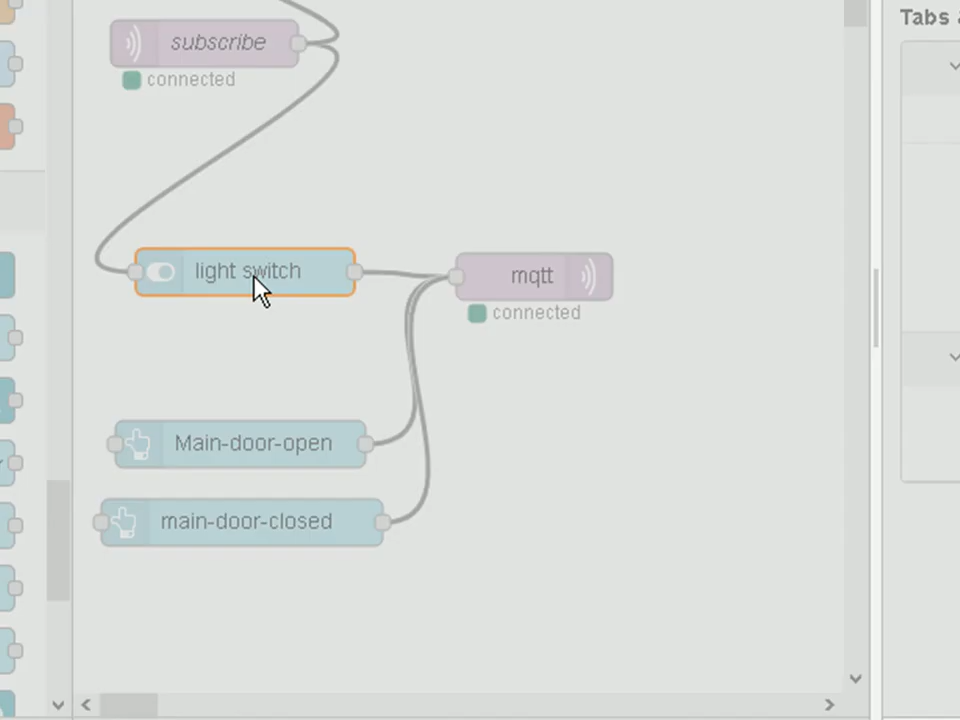 Tabs &
subscribe
connected
light switch
mqtt
connected
Main-door-open
main-door-closed